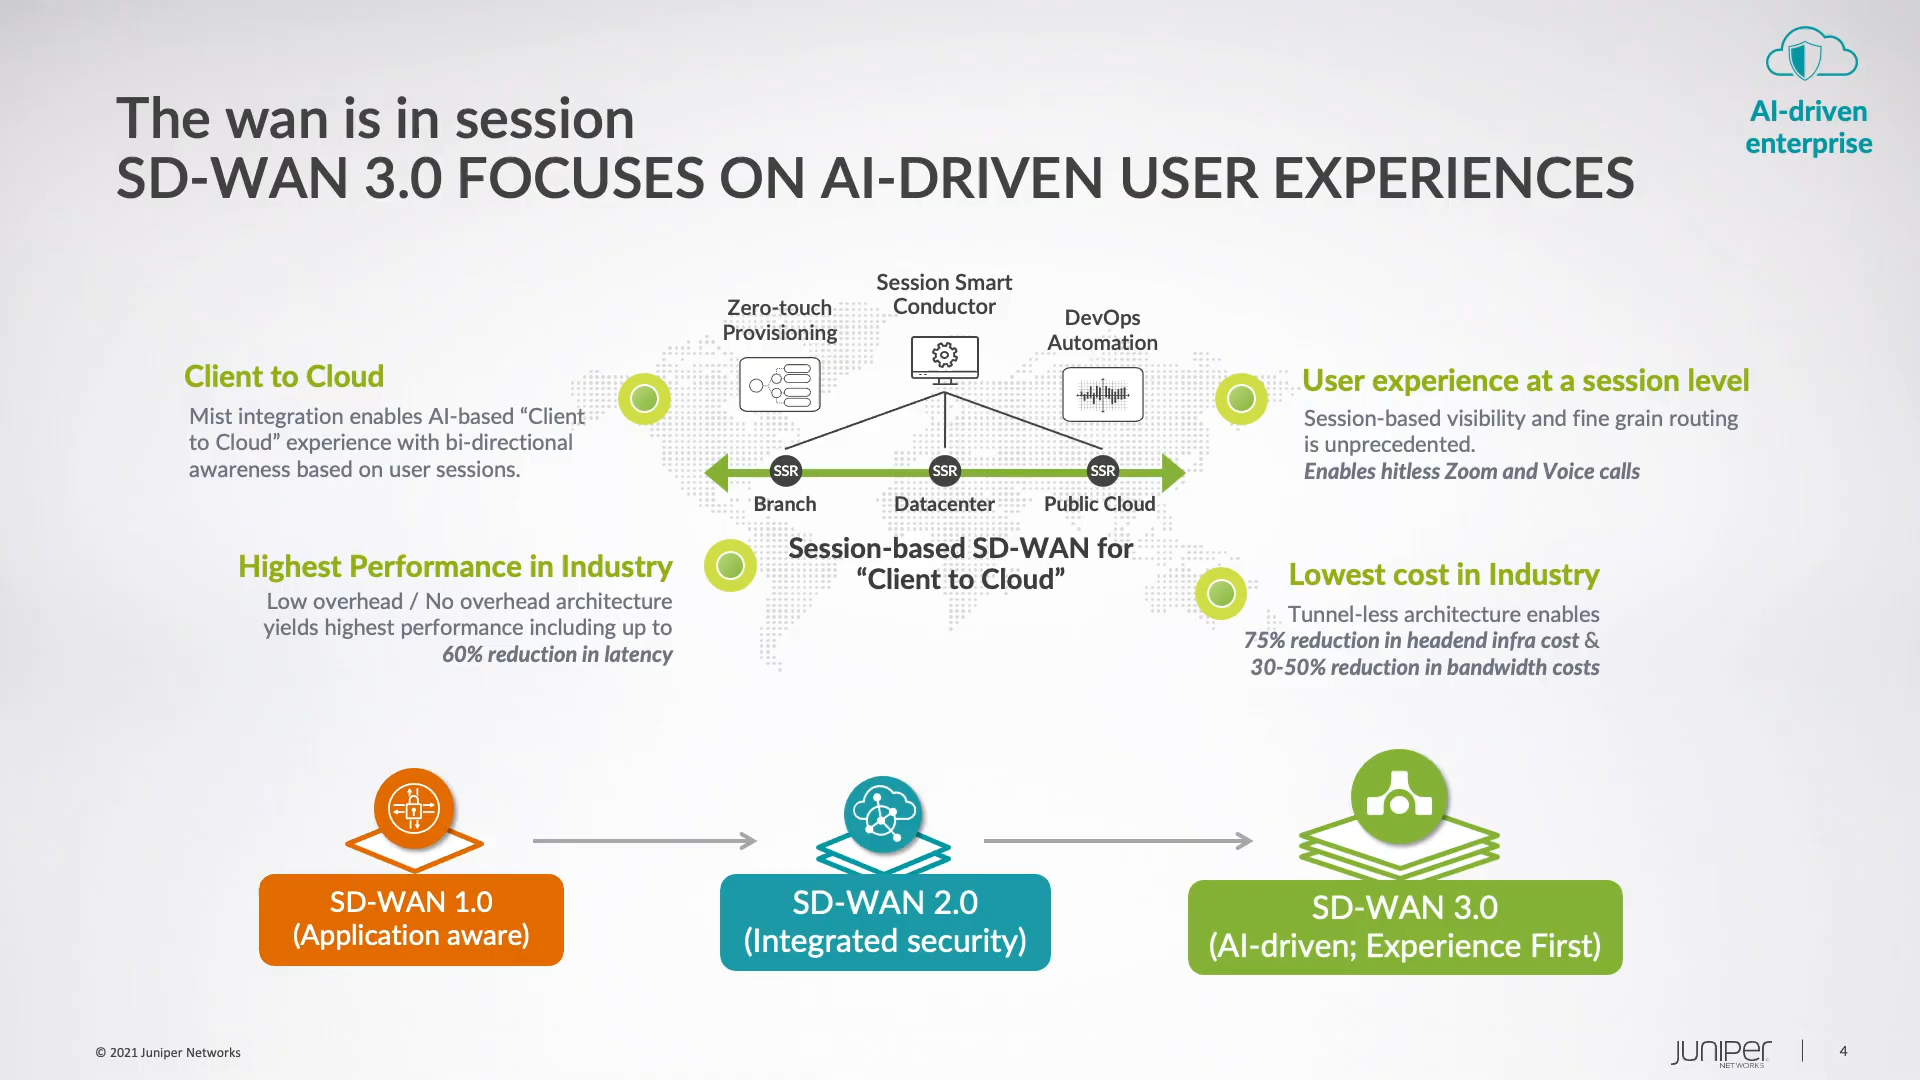 AI-driven
enterprise
The wan is in session
SD-WAN 3.0 FOCUSES ON AI-DRIVEN USER EXPERIENCES
Zero-touch
Provisioning
Session Smart
Conductor
DevOps
Automation
Client to Cloud
Mist integration enables AI-based “Client
to Cloud” experience with bi-directional
awareness based on user sessions.
User experience at a session level
Session-based visibility and fine grain routing
is unprecedented.
Enables hitless Zoom and Voice calls
SSR
SSR
SSR
Branch
Datacenter
Public Cloud
Session-based SD-WAN for
“Client to Cloud”
Highest Performance in Industry
Low overhead / No overhead architecture
yields highest performance including up to
60% reduction in latency
Lowest cost in Industry
Tunnel-less architecture enables
75% reduction in headend infra cost &
30-50% reduction in bandwidth costs
SD-WAN 1.0
(Application aware)
SD-WAN 2.0
(Integrated security)
SD-WAN 3.0
(AI-driven; Experience First)
© 2021 Juniper Networks
JUNIPER
NETWORKS
4